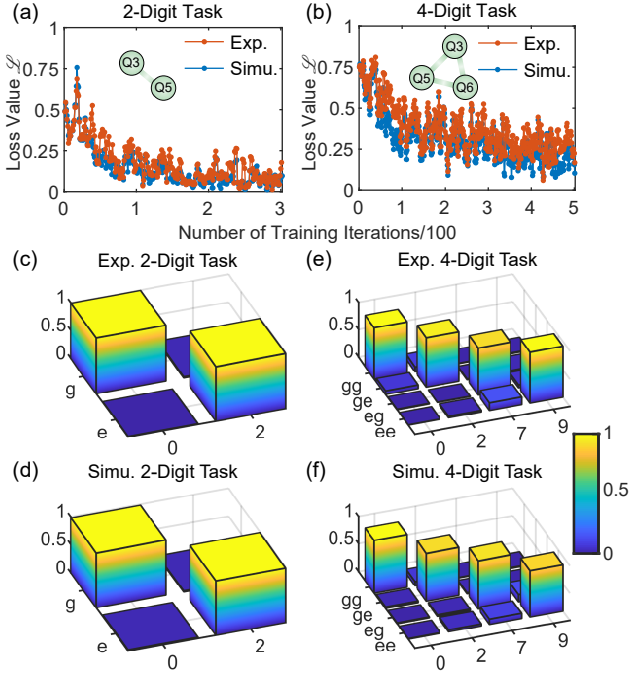 (a) 2-Digit Task
Loss Value ℒ
1
0.75
0.5
0.25
0
Q3
Q5
Exp.
Simu.
0 1 2 3
(b) 4-Digit Task
Loss Value ℒ
1
0.75
0.5
0.25
0
Q3
Q5
Q6
Exp.
Simu.
0 1 2 3 4 5
Number of Training Iterations/100
(c) Exp. 2-Digit Task
1
0.5
0
g
e
0
2
(e) Exp. 4-Digit Task
1
0.5
0
gg
ge
eg
ee
0
2
7
9
(d) Simu. 2-Digit Task
1
0.5
0
g
e
0
2
(f) Simu. 4-Digit Task
1
0.5
0
gg
ge
eg
ee
0
2
7
9
1
0